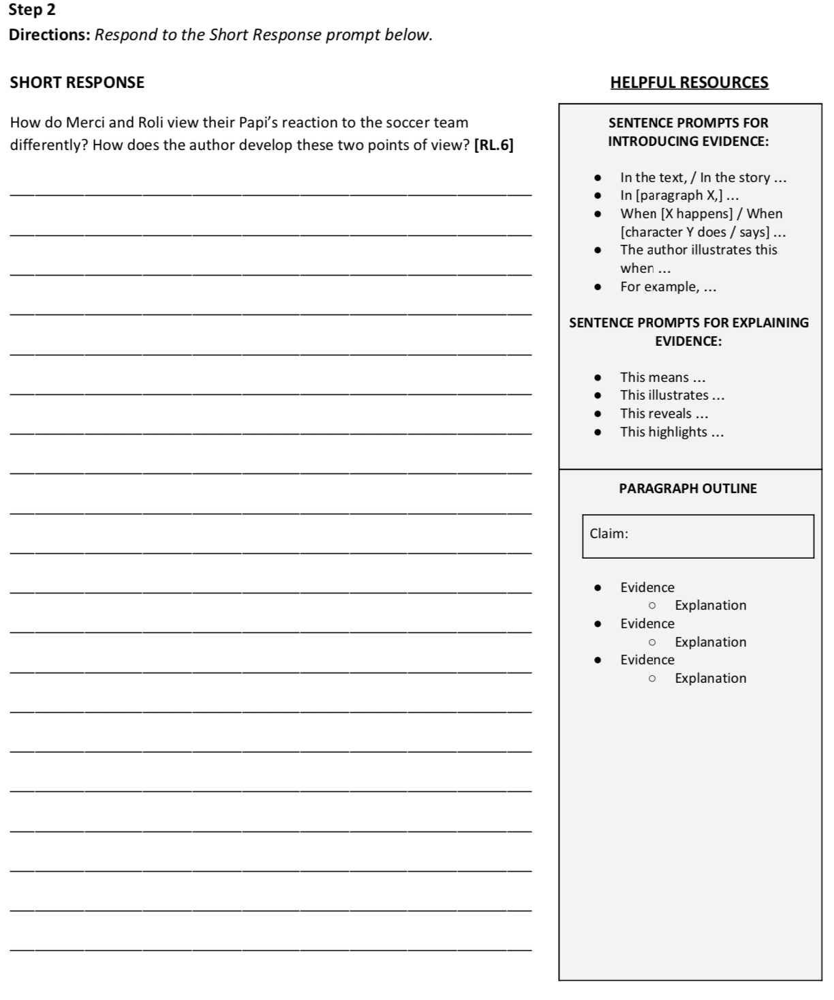 Step 2
Directions: Respond to the Short Response prompt below.
SHORT RESPONSE
How do Merci and Roli view their Papi's reaction to the soccer team
differently? How does the author develop these two points of view? [RL.6]
HELPFUL RESOURCES
SENTENCE PROMPTS FOR
INTRODUCING EVIDENCE:
● In the text, / In the story …
● In [paragraph X,] …
● When [X happens] / When
[character Y does / says] …
● The author illustrates this
when …
● For example, …
SENTENCE PROMPTS FOR EXPLAINING
EVIDENCE:
● This means …
● This illustrates …
● This reveals …
● This highlights …
PARAGRAPH OUTLINE
Claim:
● Evidence
○ Explanation
● Evidence
○ Explanation
● Evidence
○ Explanation